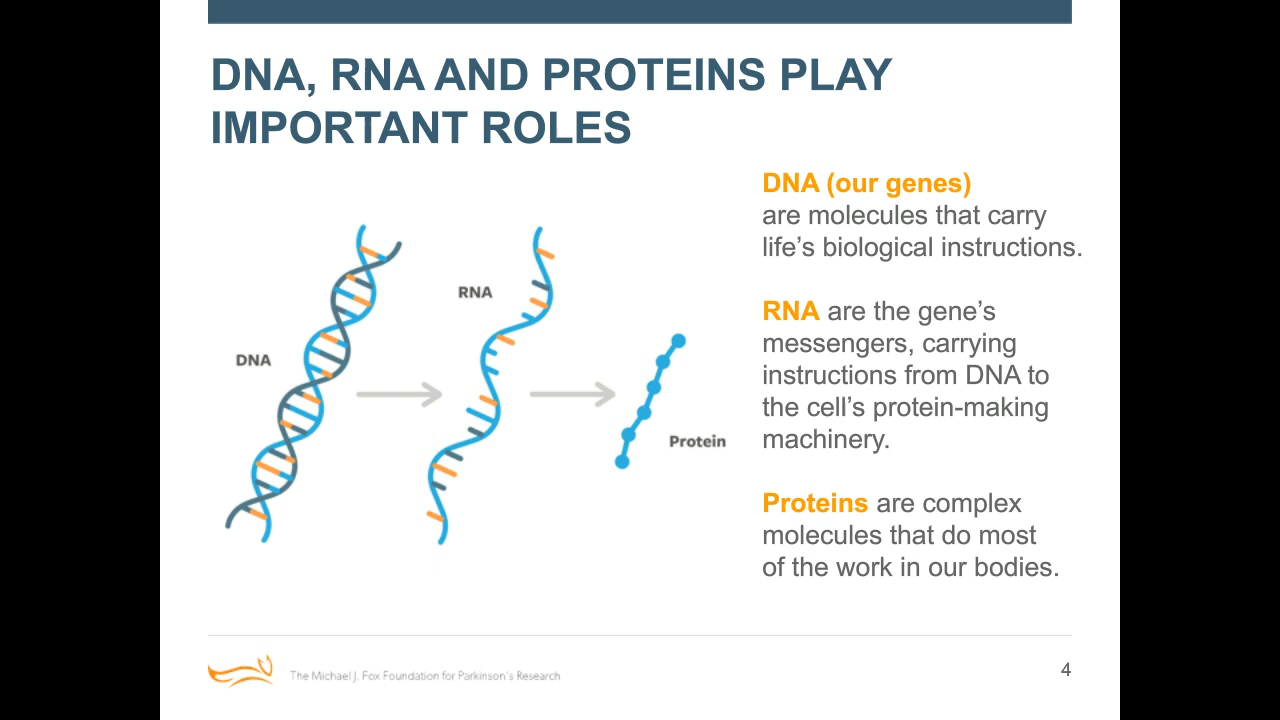 DNA, RNA AND PROTEINS PLAY
IMPORTANT ROLES
DNA
RNA
Protein
DNA (our genes)
are molecules that carry
life's biological instructions.
RNA are the gene's
messengers, carrying
instructions from DNA to
the cell's protein-making
machinery.
Proteins are complex
molecules that do most
of the work in our bodies.
The Michael J. Fox Foundation for Parkinson's Research
4